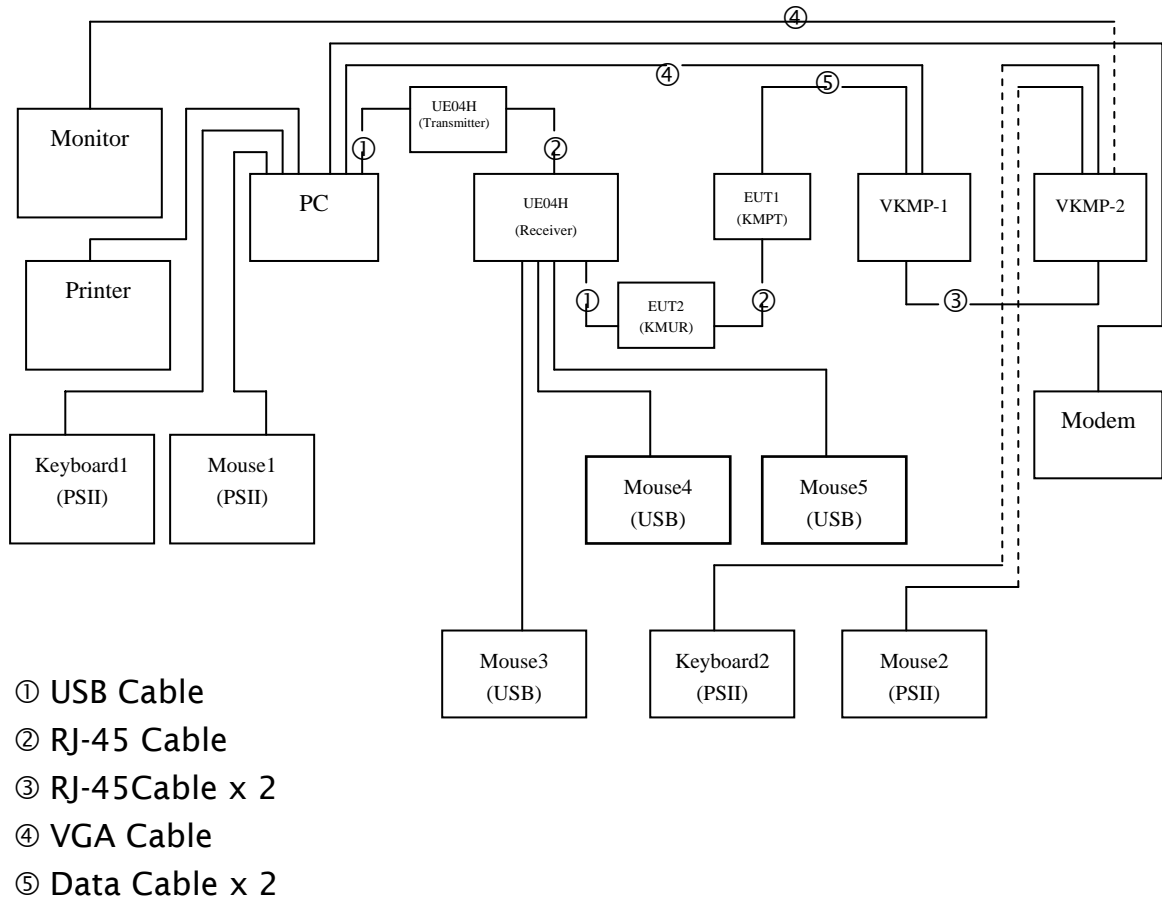 ④
④
⑤
UE04H
(Transmitter)
Monitor
①
②
PC
UE04H
(Receiver)
EUT1
(KMPT)
VKMP-1
VKMP-2
Printer
①
EUT2
(KMUR)
②
③
Modem
Keyboard1
(PSII)
Mouse1
(PSII)
Mouse4
(USB)
Mouse5
(USB)
Mouse3
(USB)
Keyboard2
(PSII)
Mouse2
(PSII)
① USB Cable
② RJ-45 Cable
③ RJ-45Cable x 2
④ VGA Cable
⑤ Data Cable x 2